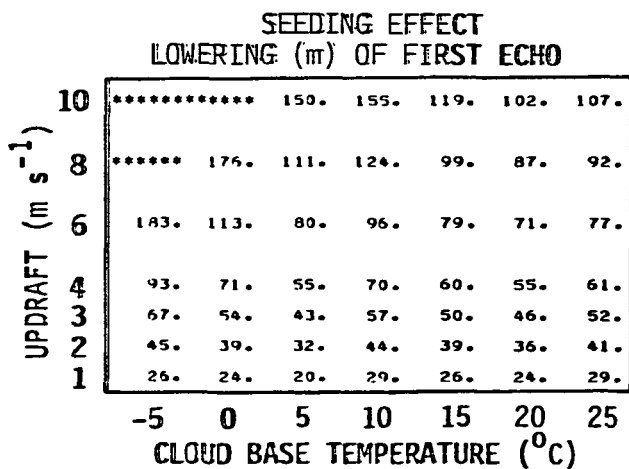 SEEDING EFFECT
LOWERING (m) OF FIRST ECHO
UPDRAFT (m s⁻¹)
10 ************ 150. 155. 119. 102. 107.
8 ****** 176. 111. 124. 99. 87. 92.
6 183. 113. 80. 96. 79. 71. 77.
4 93. 71. 55. 70. 60. 55. 61.
3 67. 54. 43. 57. 50. 46. 52.
2 45. 39. 32. 44. 39. 36. 41.
1 26. 24. 20. 29. 26. 24. 29.
-5 0 5 10 15 20 25
CLOUD BASE TEMPERATURE (°C)